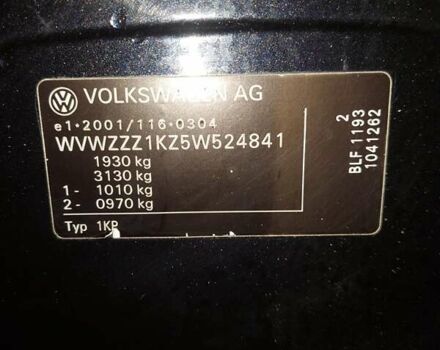 VOLKSWAGEN AG
e1*2001/116*0304
WVWZZZ1KZ5W524841
1930 kg
3130 kg
1- 1010 kg
2- 0970 kg
Typ 1KP
2
BLF 1193
1041262